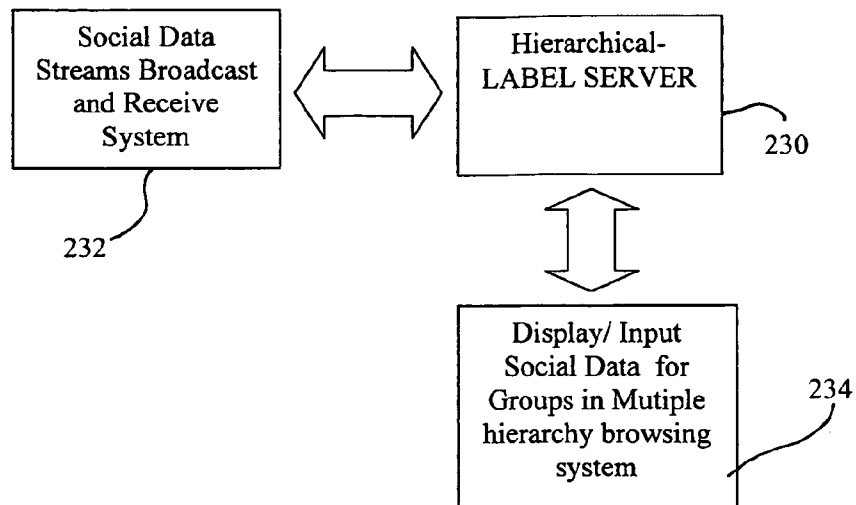 Social Data
Streams Broadcast
and Receive
System
232
Hierarchical-
LABEL SERVER
230
Display/ Input
Social Data for
Groups in Mutiple
hierarchy browsing
system
234